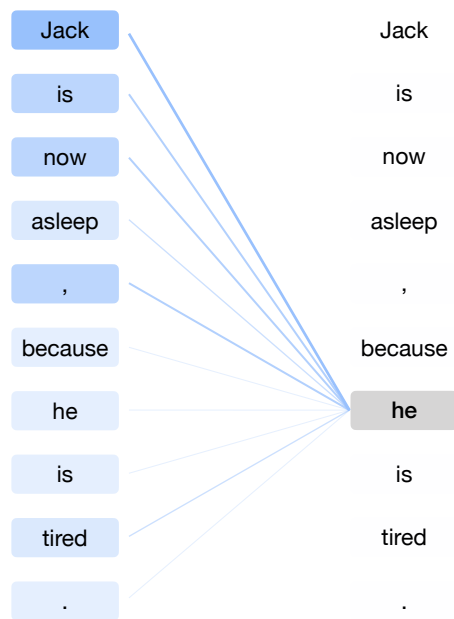 Jack Jack
is is
now now
asleep asleep
, ,
because because
he he
is is
tired tired
. .